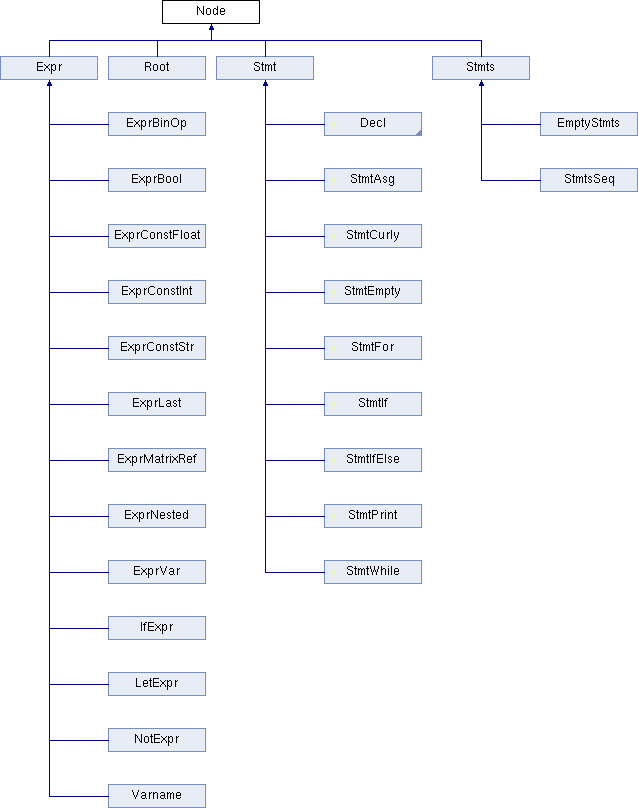 Node
Expr
Root
Stmt
Stmts
ExprBinOp
Decl
EmptyStmts
ExprBool
StmtAsg
StmtsSeq
ExprConstFloat
StmtCurly
ExprConstInt
StmtEmpty
ExprConstStr
StmtFor
ExprLast
StmtIf
ExprMatrixRef
StmtIfElse
ExprNested
StmtPrint
ExprVar
StmtWhile
IfExpr
LetExpr
NotExpr
Varname